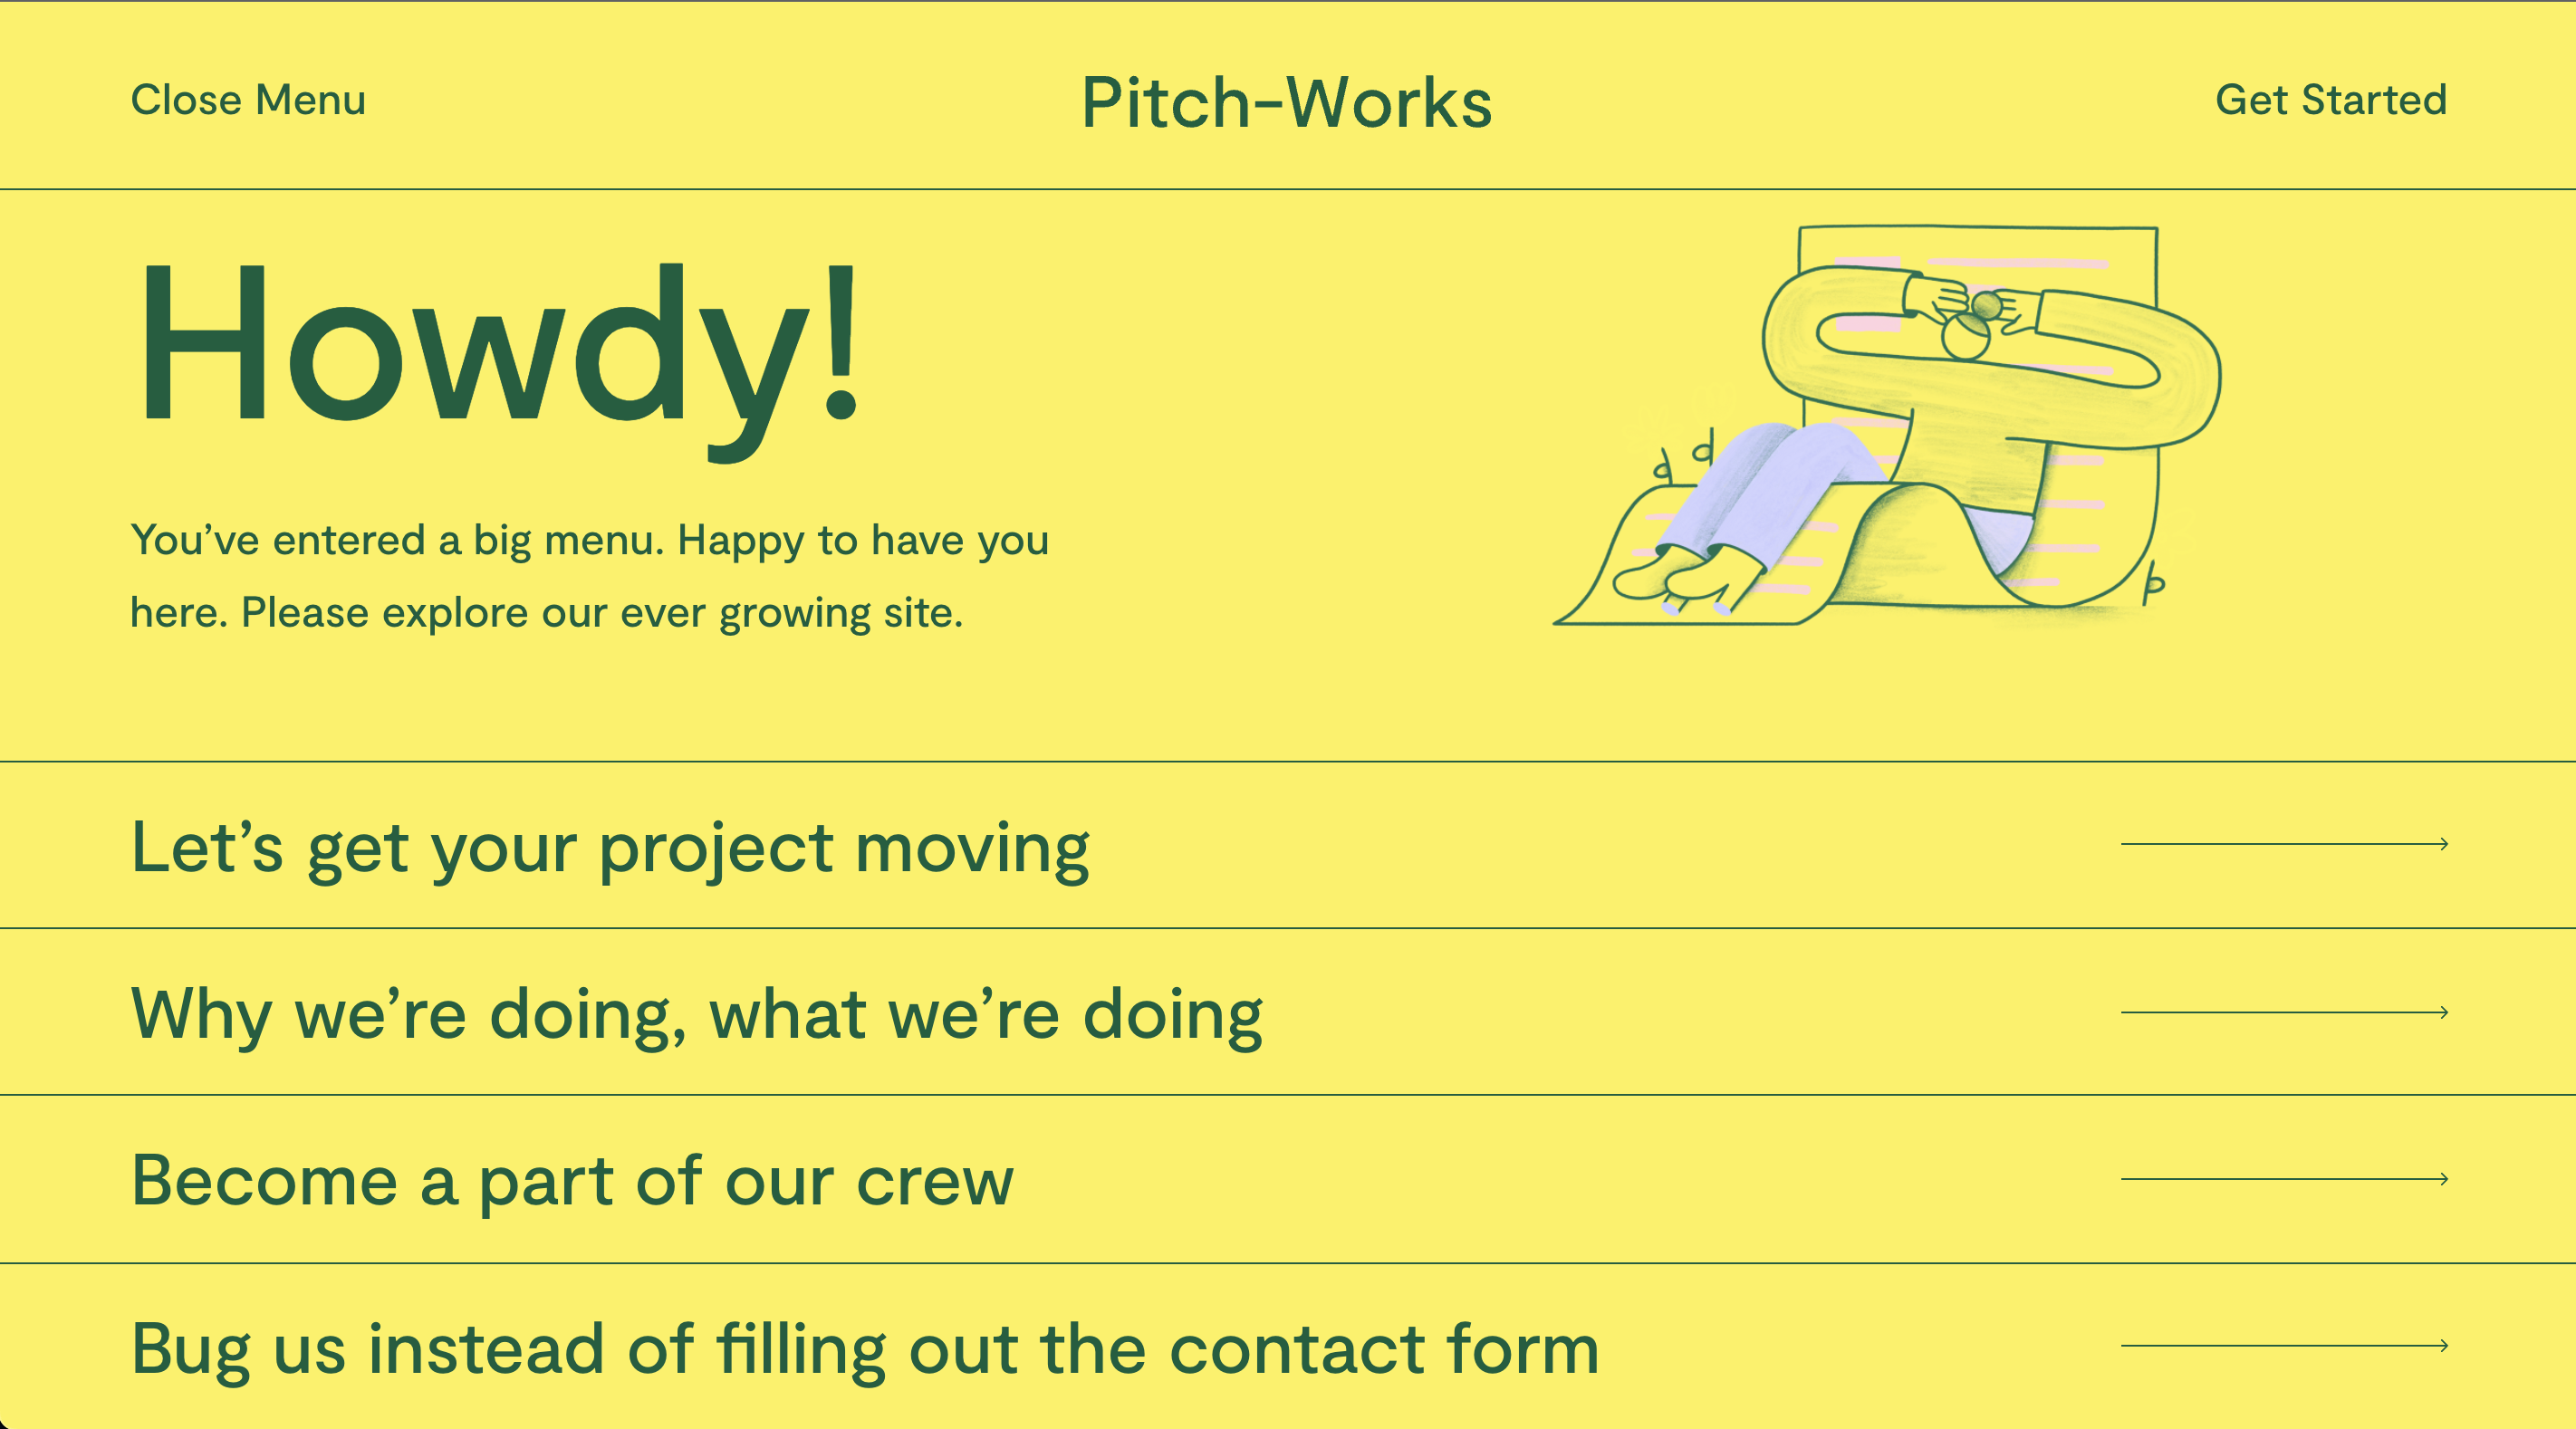 Close Menu
Pitch-Works
Get Started
Howdy!
You’ve entered a big menu. Happy to have you
here. Please explore our ever growing site.
Let’s get your project moving
Why we’re doing, what we’re doing
Become a part of our crew
Bug us instead of filling out the contact form